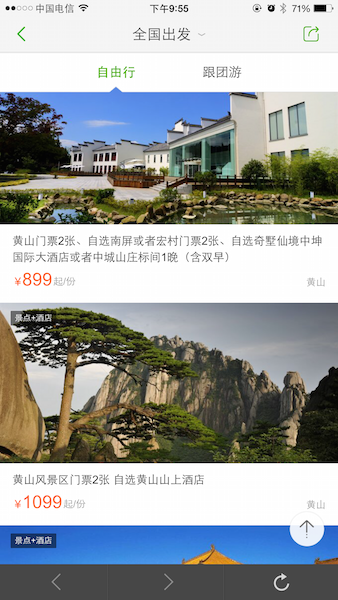 中国电信 下午9:55 71%
全国出发
自由行 跟团游
黄山门票2张、自选南屏或者宏村门票2张、自选奇墅仙境中坤
国际大酒店或者中城山庄标间1晚（含双早）
¥899起/份 黄山
景点+酒店
黄山风景区门票2张 自选黄山山上酒店
¥1099起/份 黄山
景点+酒店